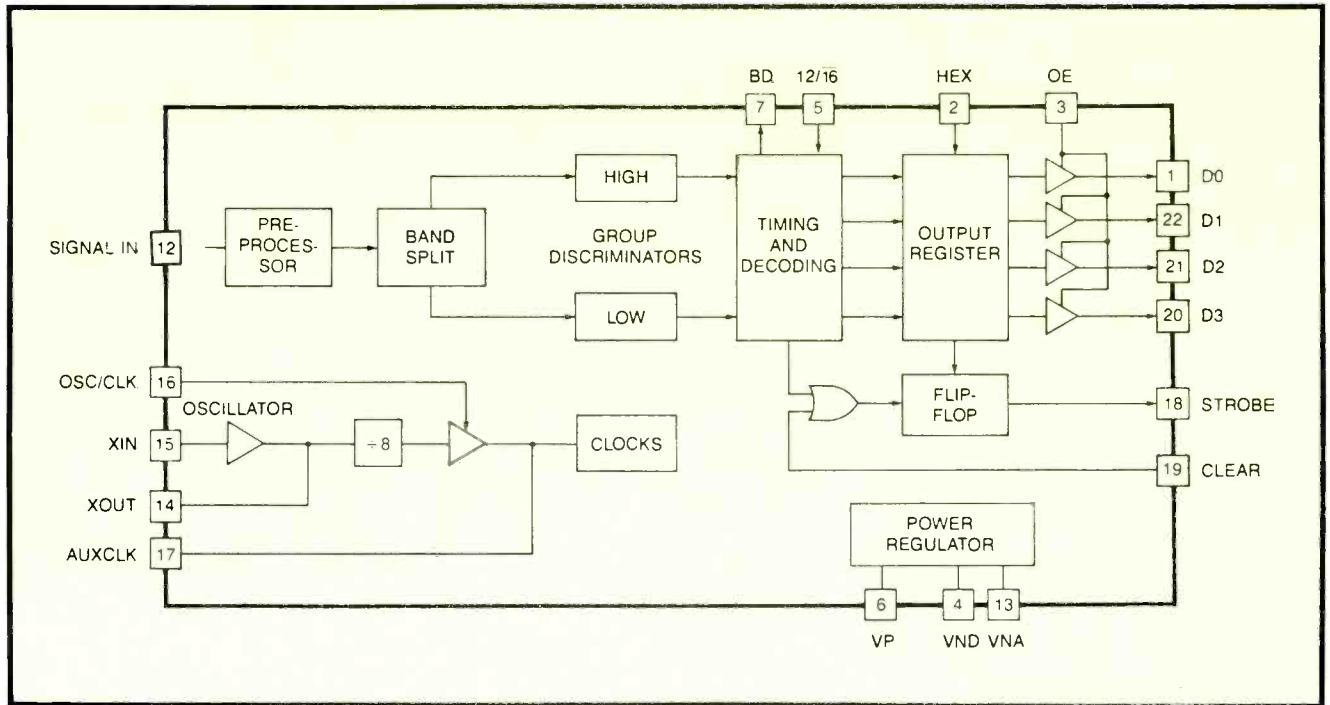 BD 12/16 HEX OE
7 5 2 3
HIGH
1 D0
PRE-
PROCES-
SOR
BAND
SPLIT
GROUP
DISCRIMINATORS
TIMING
AND
DECODING
OUTPUT
REGISTER
22 D1
SIGNAL IN 12
21 D2
LOW
20 D3
OSC/CLK 16
OSCILLATOR
FLIP-
FLOP
18 STROBE
XIN 15
÷8
CLOCKS
19 CLEAR
XOUT 14
POWER
REGULATOR
AUXCLK 17
6 4 13
VP VND VNA